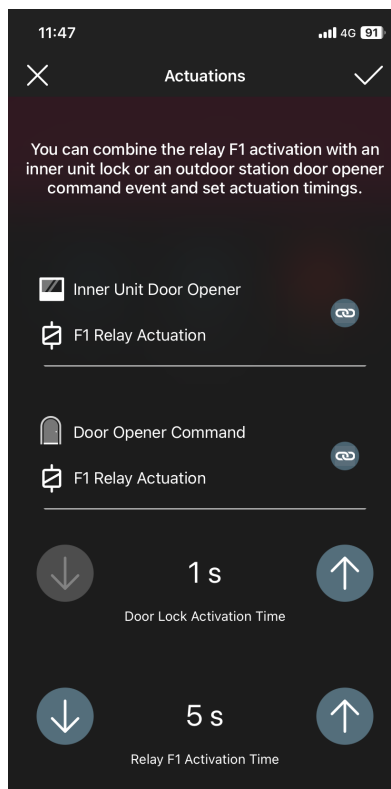 11:47
4G 91
Actuations
You can combine the relay F1 activation with an
inner unit lock or an outdoor station door opener
command event and set actuation timings.
Inner Unit Door Opener
F1 Relay Actuation
Door Opener Command
F1 Relay Actuation
1 s
Door Lock Activation Time
5 s
Relay F1 Activation Time